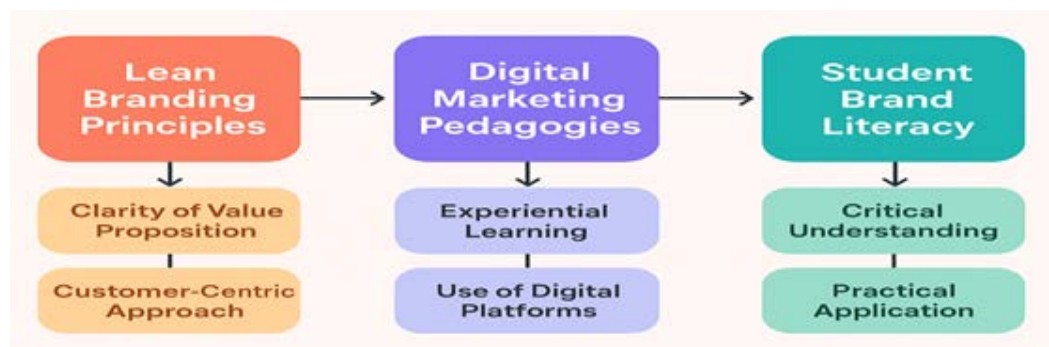 Lean
Branding
Principles
Digital
Marketing
Pedagogies
Student
Brand
Literacy
Clarity of Value
Proposition
Experiential
Learning
Critical
Understanding
Customer-Centric
Approach
Use of Digital
Platforms
Practical
Application